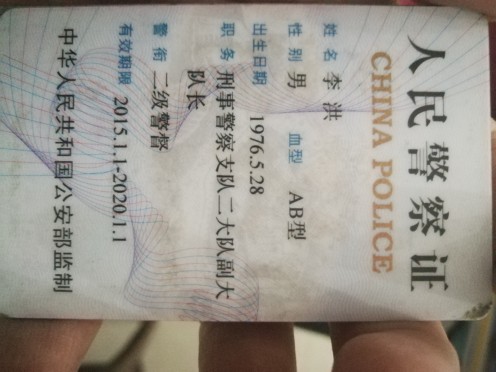 人民警察证
CHINA POLICE
姓名 李洪
性别 男 血型 AB型
出生日期 1976.5.28
职务 刑事警察支队二大队副大
队长
警衔 二级警督
有效期限 2015.1.1-2020.1.1
中华人民共和国公安部监制